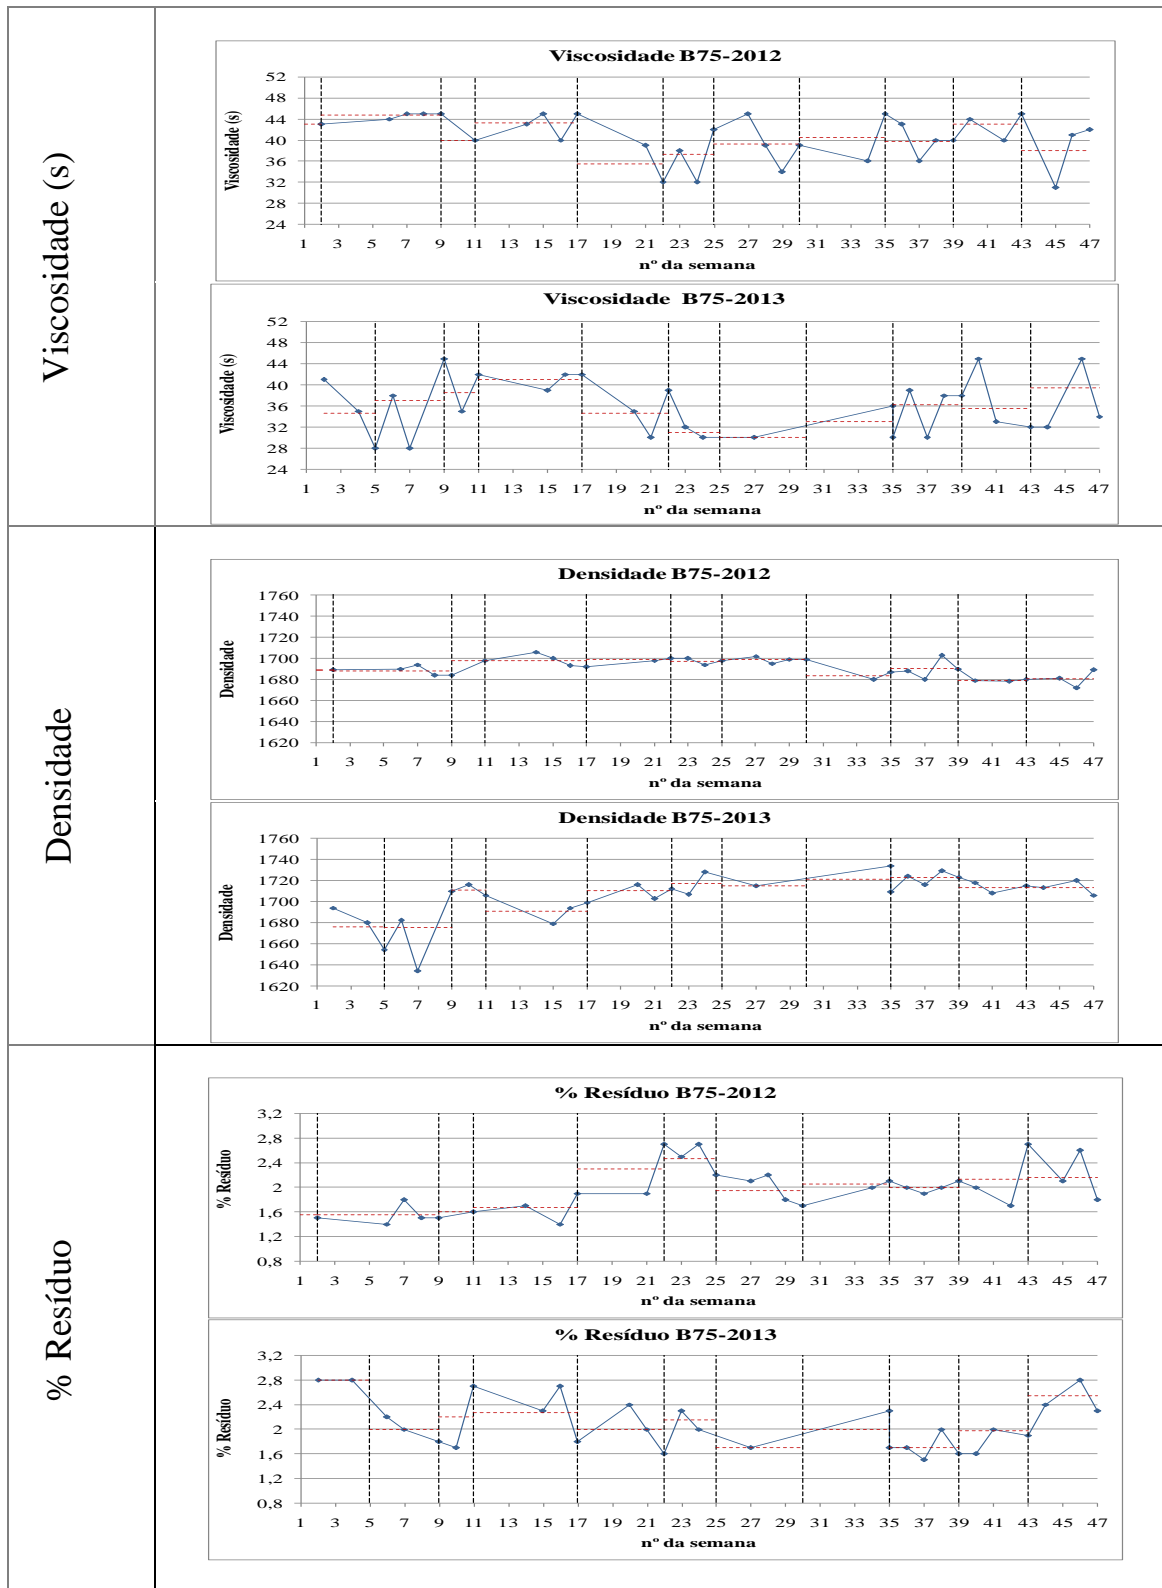 Viscosidade (s)
Viscosidade B75-2012
Viscosidade (s)
52
48
44
40
36
32
28
24
1 3 5 7 9 11 13 15 17 19 21 23 25 27 29 31 33 35 37 39 41 43 45 47
nº da semana
Viscosidade B75-2013
Viscosidade (s)
52
48
44
40
36
32
28
24
1 3 5 7 9 11 13 15 17 19 21 23 25 27 29 31 33 35 37 39 41 43 45 47
nº da semana
Densidade
Densidade B75-2012
Densidade
1760
1740
1720
1700
1680
1660
1640
1620
1 3 5 7 9 11 13 15 17 19 21 23 25 27 29 31 33 35 37 39 41 43 45 47
nº da semana
Densidade B75-2013
Densidade
1760
1740
1720
1700
1680
1660
1640
1620
1 3 5 7 9 11 13 15 17 19 21 23 25 27 29 31 33 35 37 39 41 43 45 47
nº da semana
% Resíduo
% Resíduo B75-2012
% Resíduo
3,2
2,8
2,4
2
1,6
1,2
0,8
1 3 5 7 9 11 13 15 17 19 21 23 25 27 29 31 33 35 37 39 41 43 45 47
nº da semana
% Resíduo B75-2013
% Resíduo
3,2
2,8
2,4
2
1,6
1,2
0,8
1 3 5 7 9 11 13 15 17 19 21 23 25 27 29 31 33 35 37 39 41 43 45 47
nº da semana